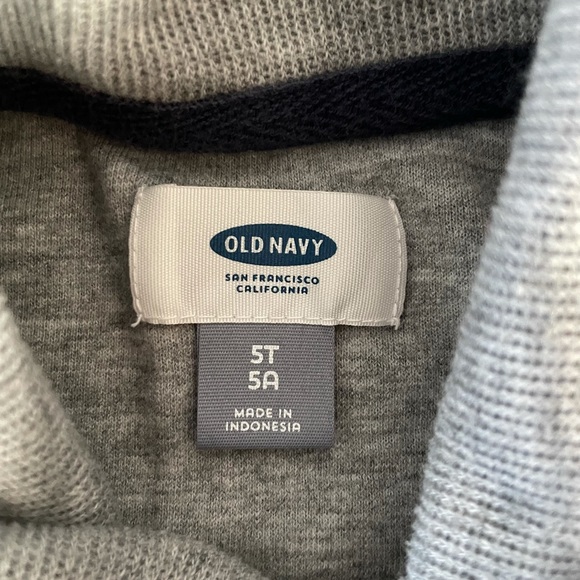 OLD NAVY
SAN FRANCISCO
CALIFORNIA
5T
5A
MADE IN
INDONESIA